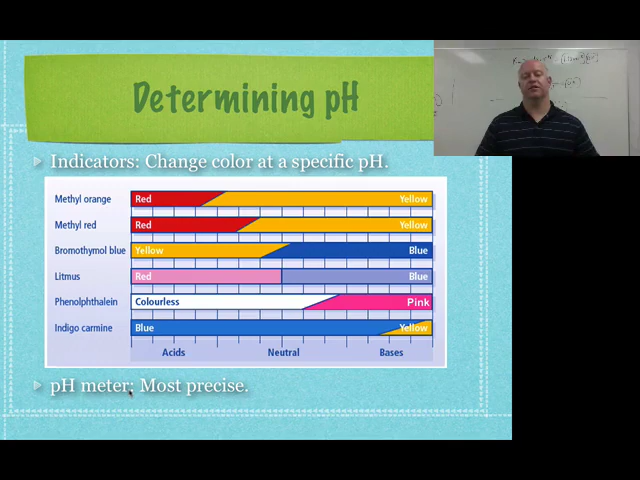 Determining pH
Indicators: Change color at a specific pH.
Methyl orange Red Yellow
Methyl red Red Yellow
Bromothymol blue Yellow Blue
Litmus Red Blue
Phenolphthalein Colourless Pink
Indigo carmine Blue Yellow
Acids Neutral Bases
pH meter: Most precise.